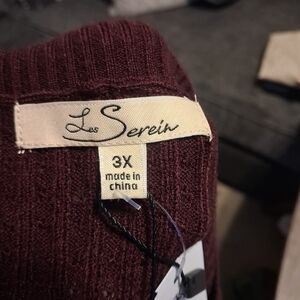 Les Serein
3X
made in
china